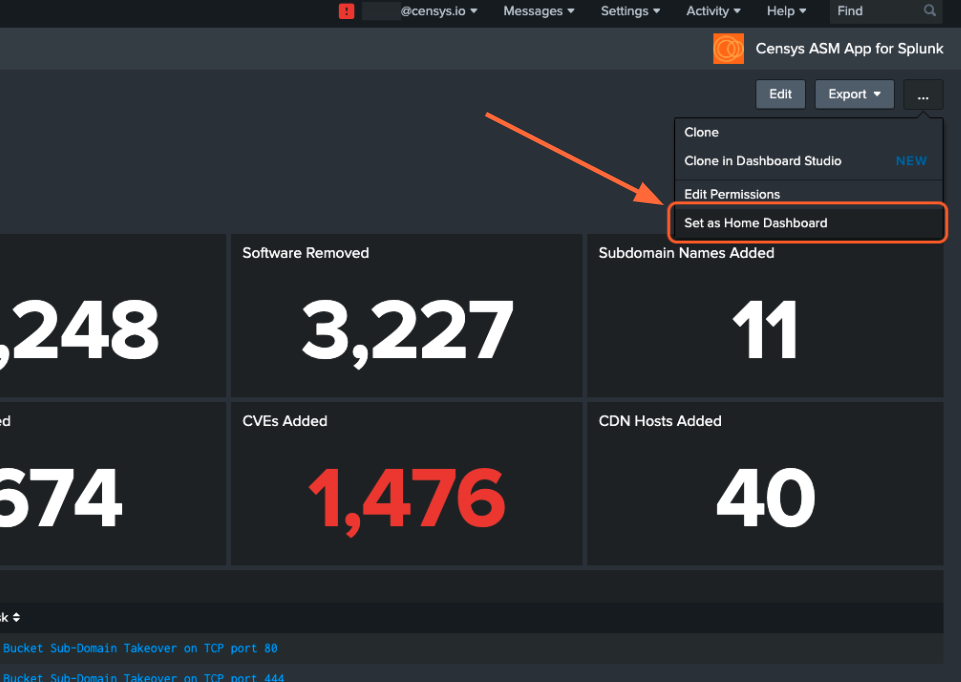 @censys.io Messages Settings Activity Help Find
Censys ASM App for Splunk
Edit Export ...
Clone
Clone in Dashboard Studio NEW
Edit Permissions
Set as Home Dashboard
Software Removed Subdomain Names Added
,248 3,227 11
CVEs Added CDN Hosts Added
674 1,476 40
Bucket Sub-Domain Takeover on TCP port 80
Bucket Sub-Domain Takeover on TCP port 444